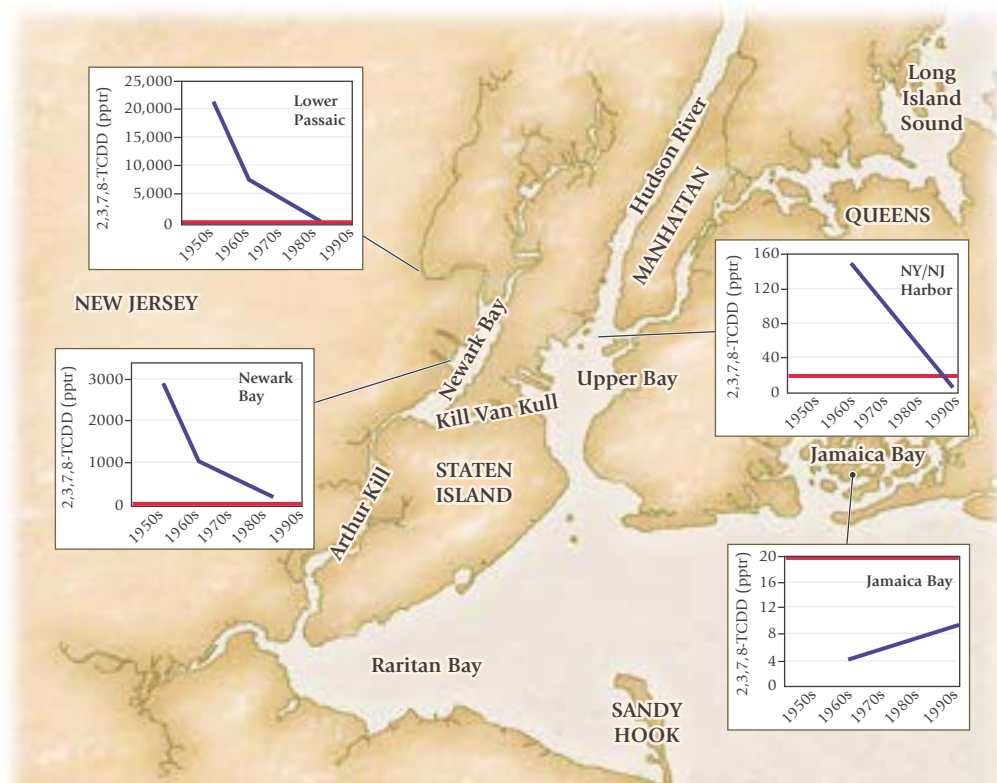 25,000
20,000
15,000
10,000
5,000
0
2,3,7,8-TCDD (pptr)
Lower
Passaic
1950s
1960s
1970s
1980s
1990s
Hudson River
MANHATTAN
Long
Island
Sound
QUEENS
NEW JERSEY
160
120
80
40
0
2,3,7,8-TCDD (pptr)
NY/NJ
Harbor
1950s
1960s
1970s
1980s
1990s
Newark Bay
3000
2000
1000
0
2,3,7,8-TCDD (pptr)
Newark
Bay
1950s
1960s
1970s
1980s
1990s
Upper Bay
Kill Van Kull
STATEN
ISLAND
Arthur Kill
Jamaica Bay
20
16
12
8
4
0
2,3,7,8-TCDD (pptr)
Jamaica Bay
1950s
1960s
1970s
1980s
1990s
Raritan Bay
SANDY
HOOK